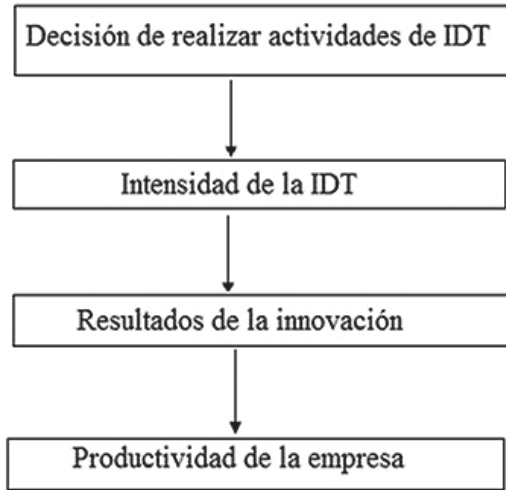 Decisión de realizar actividades de IDT
Intensidad de la IDT
Resultados de la innovación
Productividad de la empresa